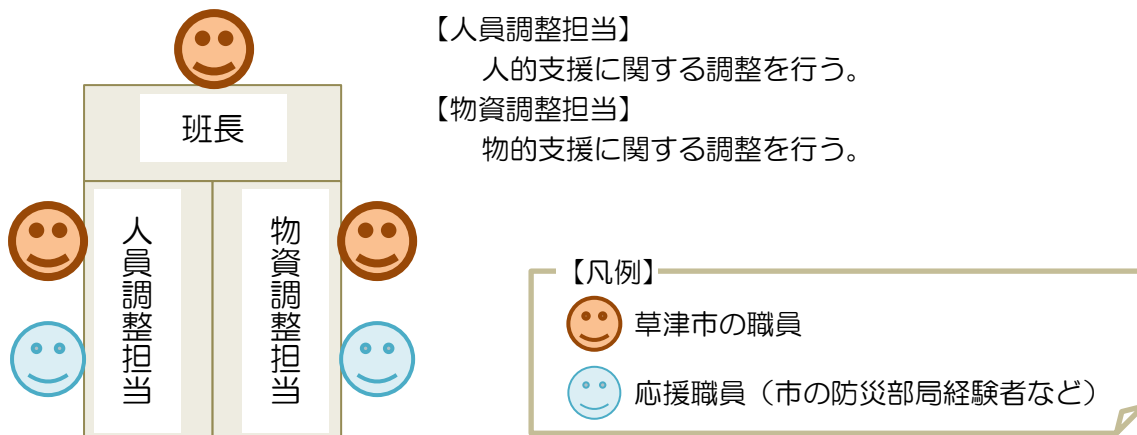 班長
人員調整担当
物資調整担当
【人員調整担当】
人的支援に関する調整を行う。
【物資調整担当】
物的支援に関する調整を行う。
【凡例】
草津市の職員
応援職員（市の防災部局経験者など）